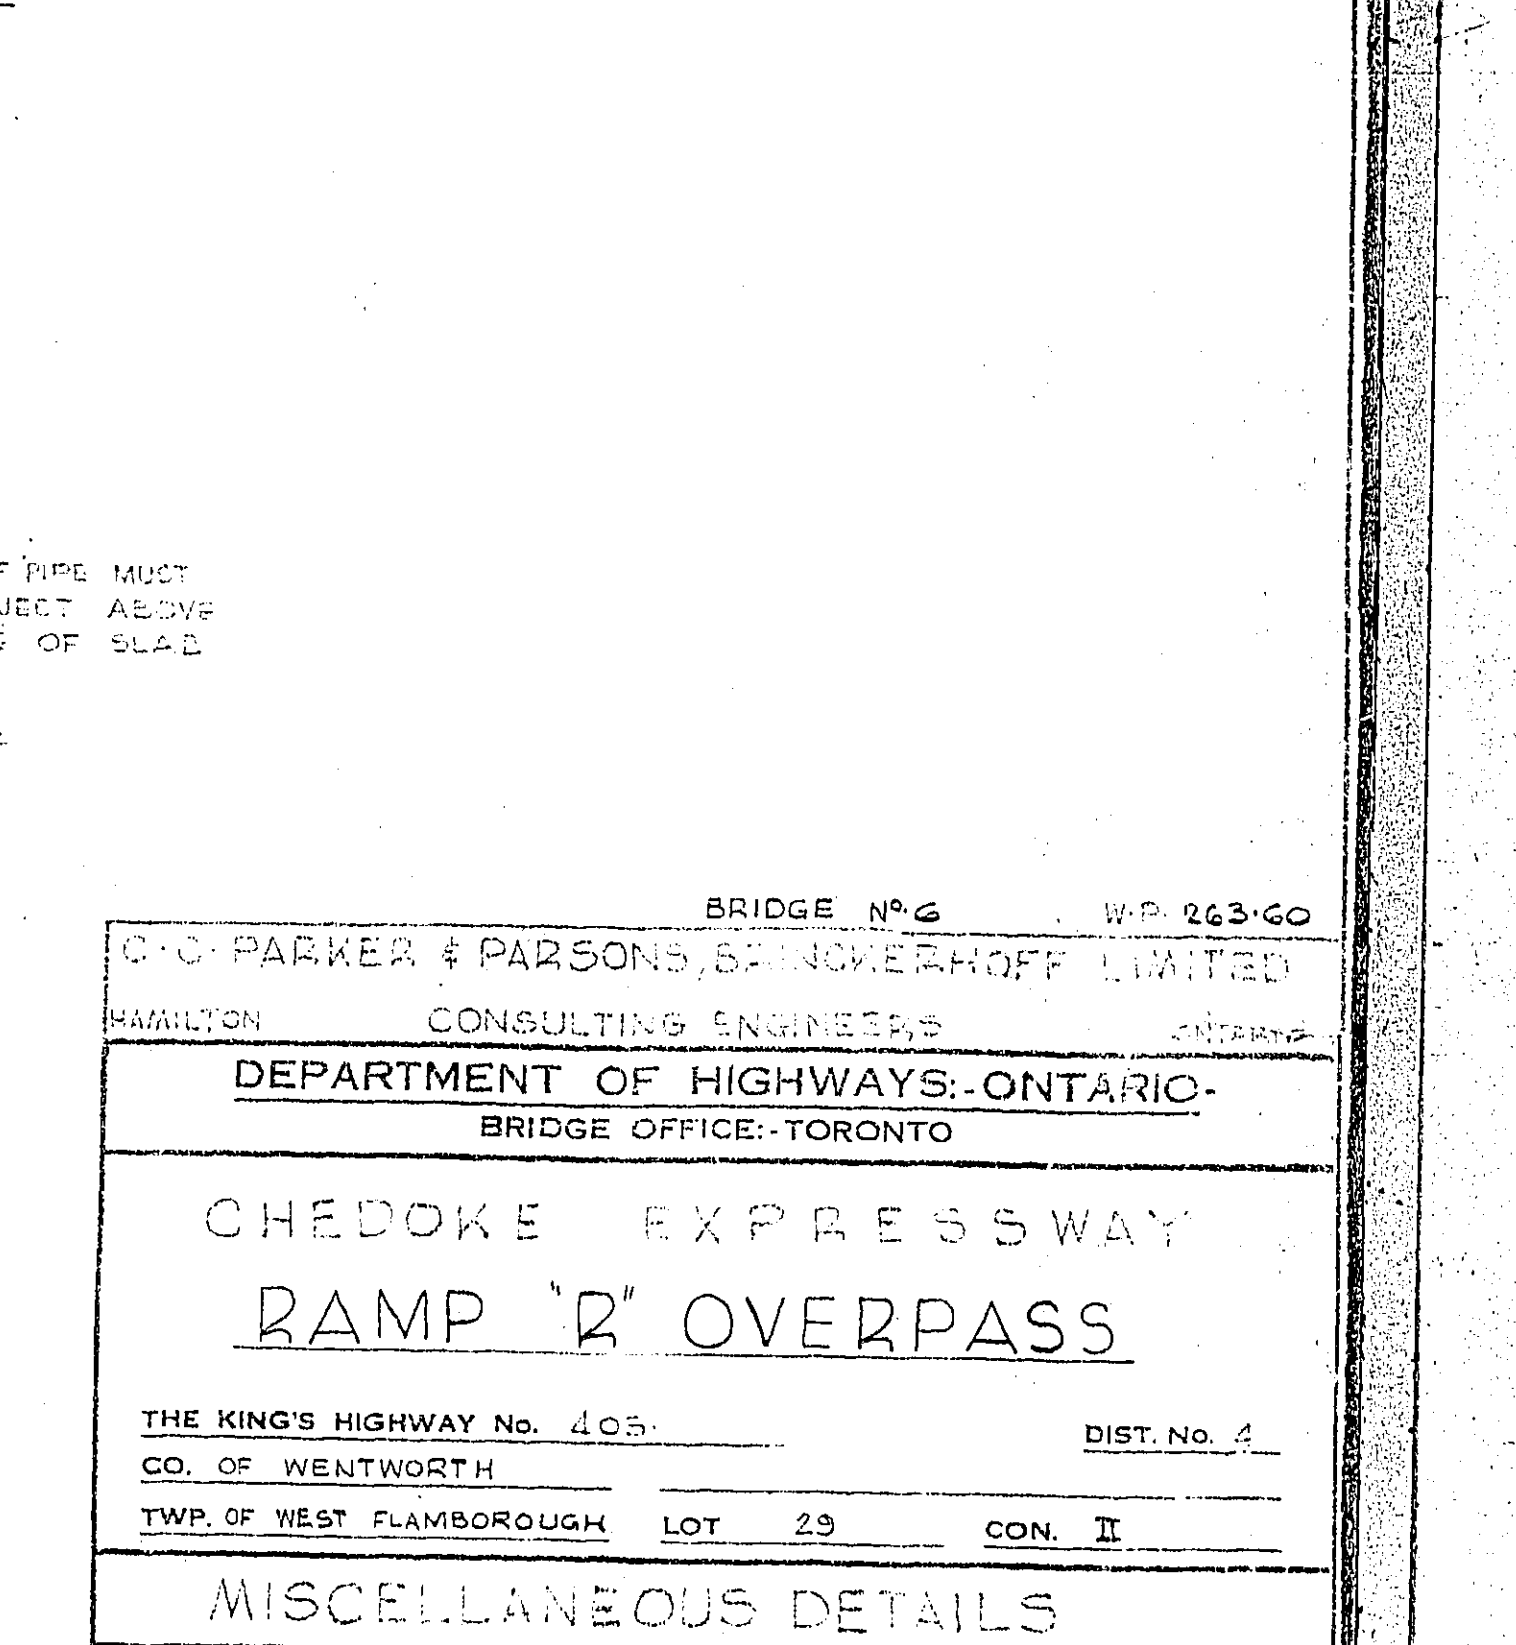 PIPE MUST
JECT ABOVE
OF SLAB
BRIDGE Nº. 6 W.P. 263.60
C.C. PARKER & PARSONS, BRINCKERHOFF LIMITED
HAMILTON CONSULTING ENGINEERS ONTARIO
DEPARTMENT OF HIGHWAYS:-ONTARIO-
BRIDGE OFFICE:-TORONTO
CHEDOKE EXPRESSWAY
RAMP "R" OVERPASS
THE KING'S HIGHWAY No. 403. DIST. No. 4
CO. OF WENTWORTH
TWP. OF WEST FLAMBOROUGH LOT 29 CON. II
MISCELLANEOUS DETAILS